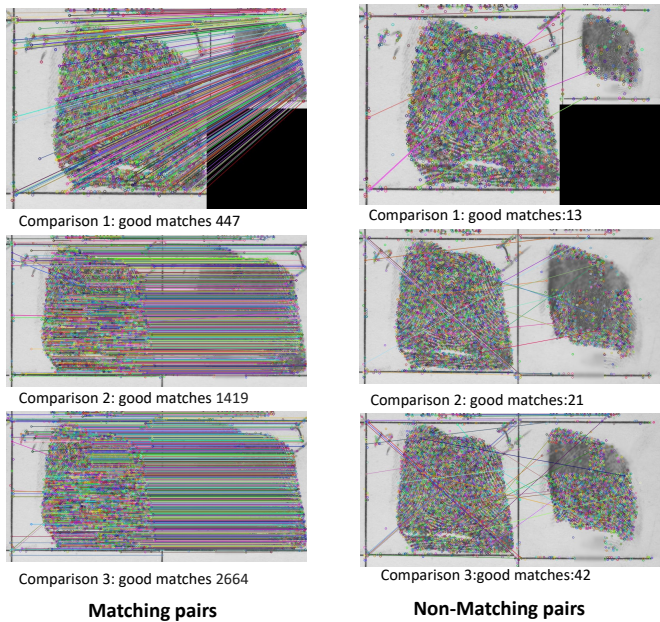 Comparison 1: good matches 447
Comparison 1: good matches:13
Comparison 2: good matches 1419
Comparison 2: good matches:21
Comparison 3: good matches 2664
Comparison 3:good matches:42
Matching pairs
Non-Matching pairs